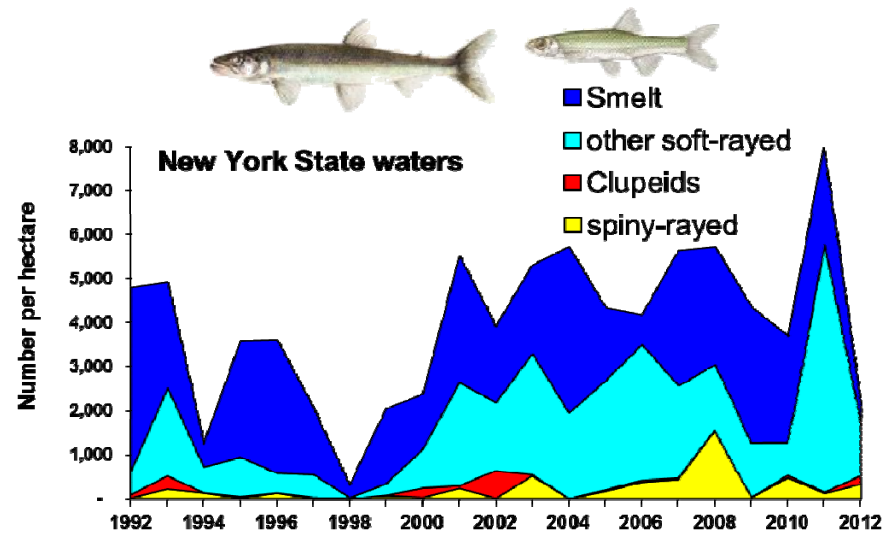 Smelt
other soft-rayed
Clupeids
spiny-rayed
New York State waters
Number per hectare
8,000
7,000
6,000
5,000
4,000
3,000
2,000
1,000
-
1992 1994 1996 1998 2000 2002 2004 2006 2008 2010 2012